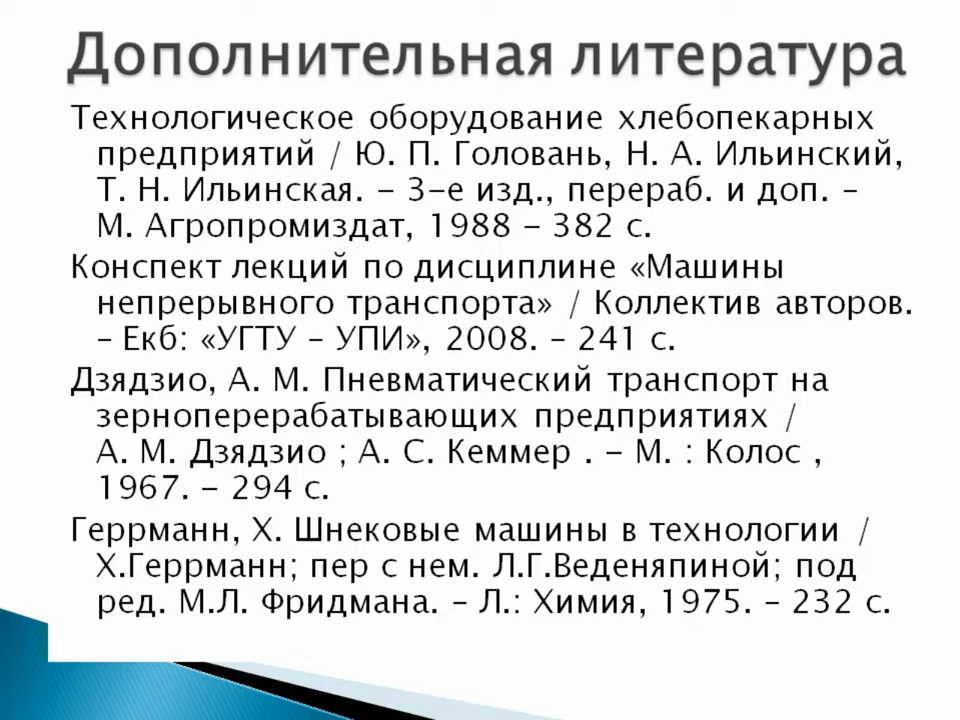 Дополнительная литература
Технологическое оборудование хлебопекарных
предприятий / Ю. П. Головань, Н. А. Ильинский,
Т. Н. Ильинская. - 3-е изд., перераб. и доп. –
М. Агропромиздат, 1988 - 382 с.
Конспект лекций по дисциплине «Машины
непрерывного транспорта» / Коллектив авторов.
– Екб: «УГТУ – УПИ», 2008. – 241 с.
Дзядзио, А. М. Пневматический транспорт на
зерноперерабатывающих предприятиях /
А. М. Дзядзио ; А. С. Кеммер . - М. : Колос ,
1967. - 294 с.
Геррманн, Х. Шнековые машины в технологии /
Х.Геррманн; пер с нем. Л.Г.Веденяпиной; под
ред. М.Л. Фридмана. – Л.: Химия, 1975. – 232 с.